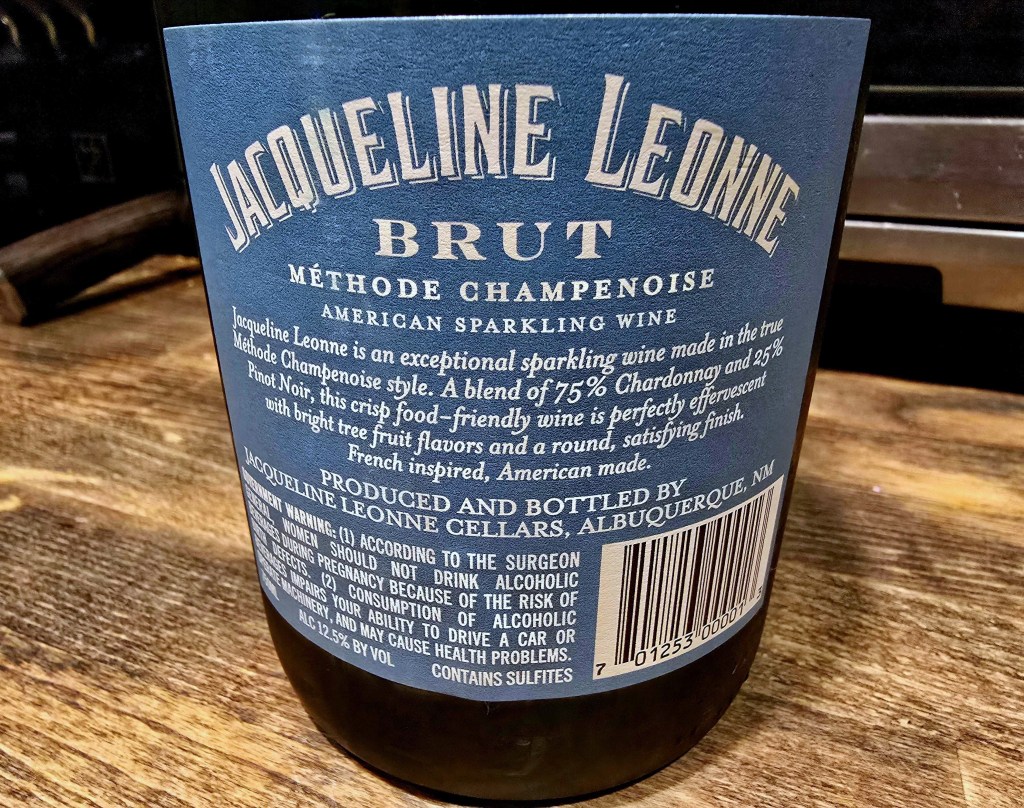 JACQUELINE LEONNE
BRUT
MÉTHODE CHAMPENOISE
AMERICAN SPARKLING WINE
Jacqueline Leonne is an exceptional sparkling wine made in the true
Méthode Champenoise style. A blend of 75% Chardonnay and 25%
Pinot Noir, this crisp food-friendly wine is perfectly effervescent
with bright tree fruit flavors and a round, satisfying finish.
French inspired, American made.
PRODUCED AND BOTTLED BY
JACQUELINE LEONNE CELLARS, ALBUQUERQUE, NM
WARNING: (1) ACCORDING TO THE SURGEON
WOMEN SHOULD NOT DRINK ALCOHOLIC
DURING PREGNANCY BECAUSE OF THE RISK OF
DEFECTS. (2) CONSUMPTION OF ALCOHOLIC
IMPAIRS YOUR ABILITY TO DRIVE A CAR OR
MACHINERY, AND MAY CAUSE HEALTH PROBLEMS.
ALC 12.5% BY VOL
CONTAINS SULFITES
7 01253 00001 3